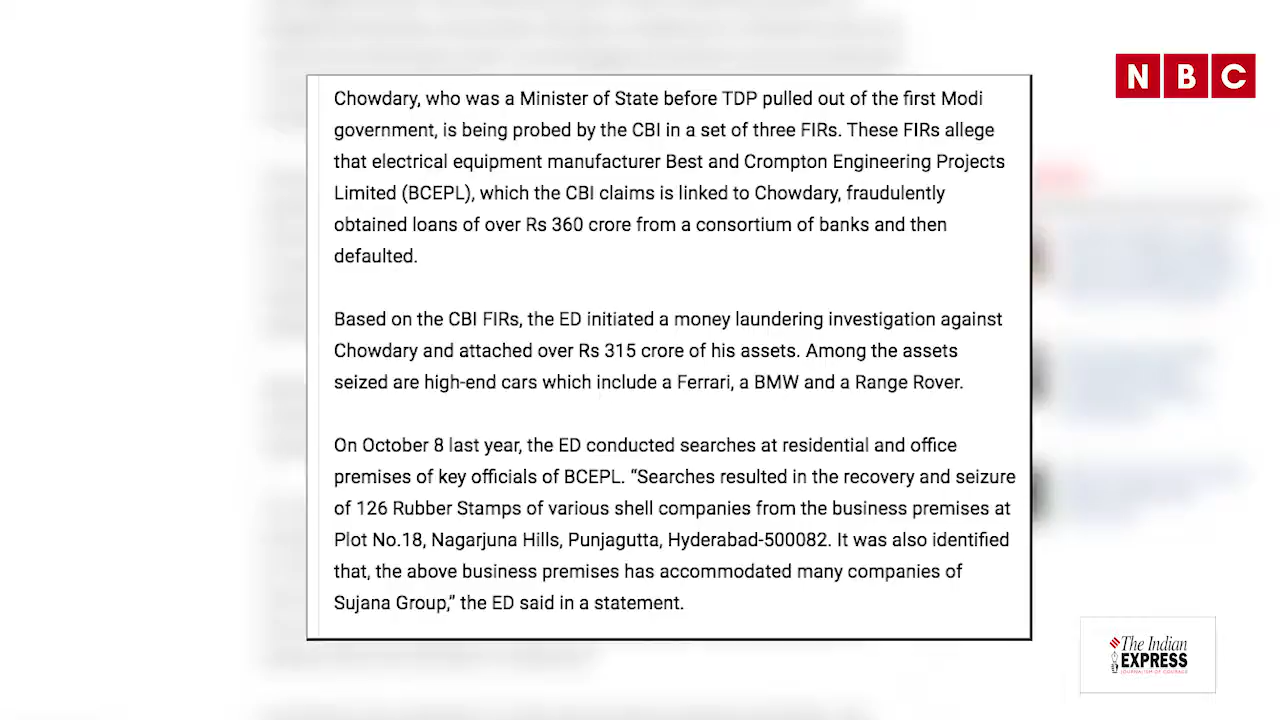 NBC
Chowdary, who was a Minister of State before TDP pulled out of the first Modi
government, is being probed by the CBI in a set of three FIRs. These FIRs allege
that electrical equipment manufacturer Best and Crompton Engineering Projects
Limited (BCEPL), which the CBI claims is linked to Chowdary, fraudulently
obtained loans of over Rs 360 crore from a consortium of banks and then
defaulted.
Based on the CBI FIRs, the ED initiated a money laundering investigation against
Chowdary and attached over Rs 315 crore of his assets. Among the assets
seized are high-end cars which include a Ferrari, a BMW and a Range Rover.
On October 8 last year, the ED conducted searches at residential and office
premises of key officials of BCEPL. “Searches resulted in the recovery and seizure
of 126 Rubber Stamps of various shell companies from the business premises at
Plot No.18, Nagarjuna Hills, Punjagutta, Hyderabad-500082. It was also identified
that, the above business premises has accommodated many companies of
Sujana Group,” the ED said in a statement.
The Indian
EXPRESS
JOURNALISM OF COURAGE